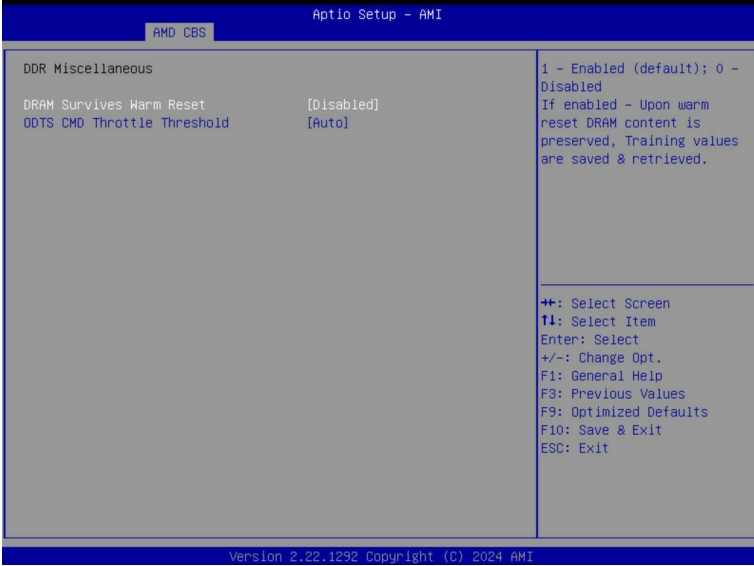 Aptio Setup - AMI
AMD CBS
DDR Miscellaneous
DRAM Survives Warm Reset [Disabled]
ODTS CMD Throttle Threshold [Auto]
1 - Enabled (default); 0 -
Disabled
If enabled - Upon warm
reset DRAM content is
preserved, Training values
are saved & retrieved.
→←: Select Screen
↑↓: Select Item
Enter: Select
+/-: Change Opt.
F1: General Help
F3: Previous Values
F9: Optimized Defaults
F10: Save & Exit
ESC: Exit
Version 2.22.1292 Copyright (C) 2024 AMI